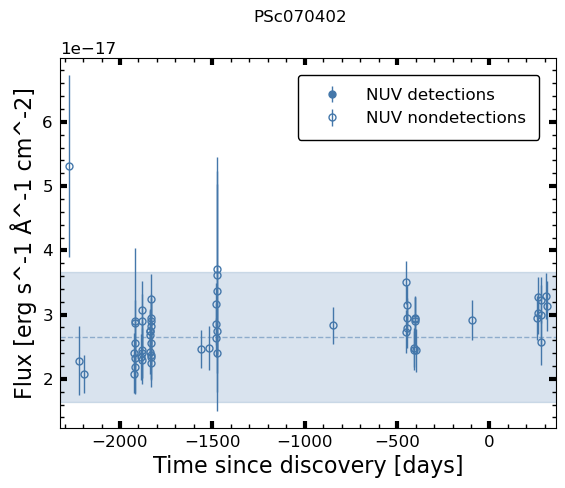 PSc070402
1e−17
NUV detections
NUV nondetections
6
5
4
3
2
Flux [erg s^-1 Å^-1 cm^-2]
−2000 −1500 −1000 −500 0
Time since discovery [days]